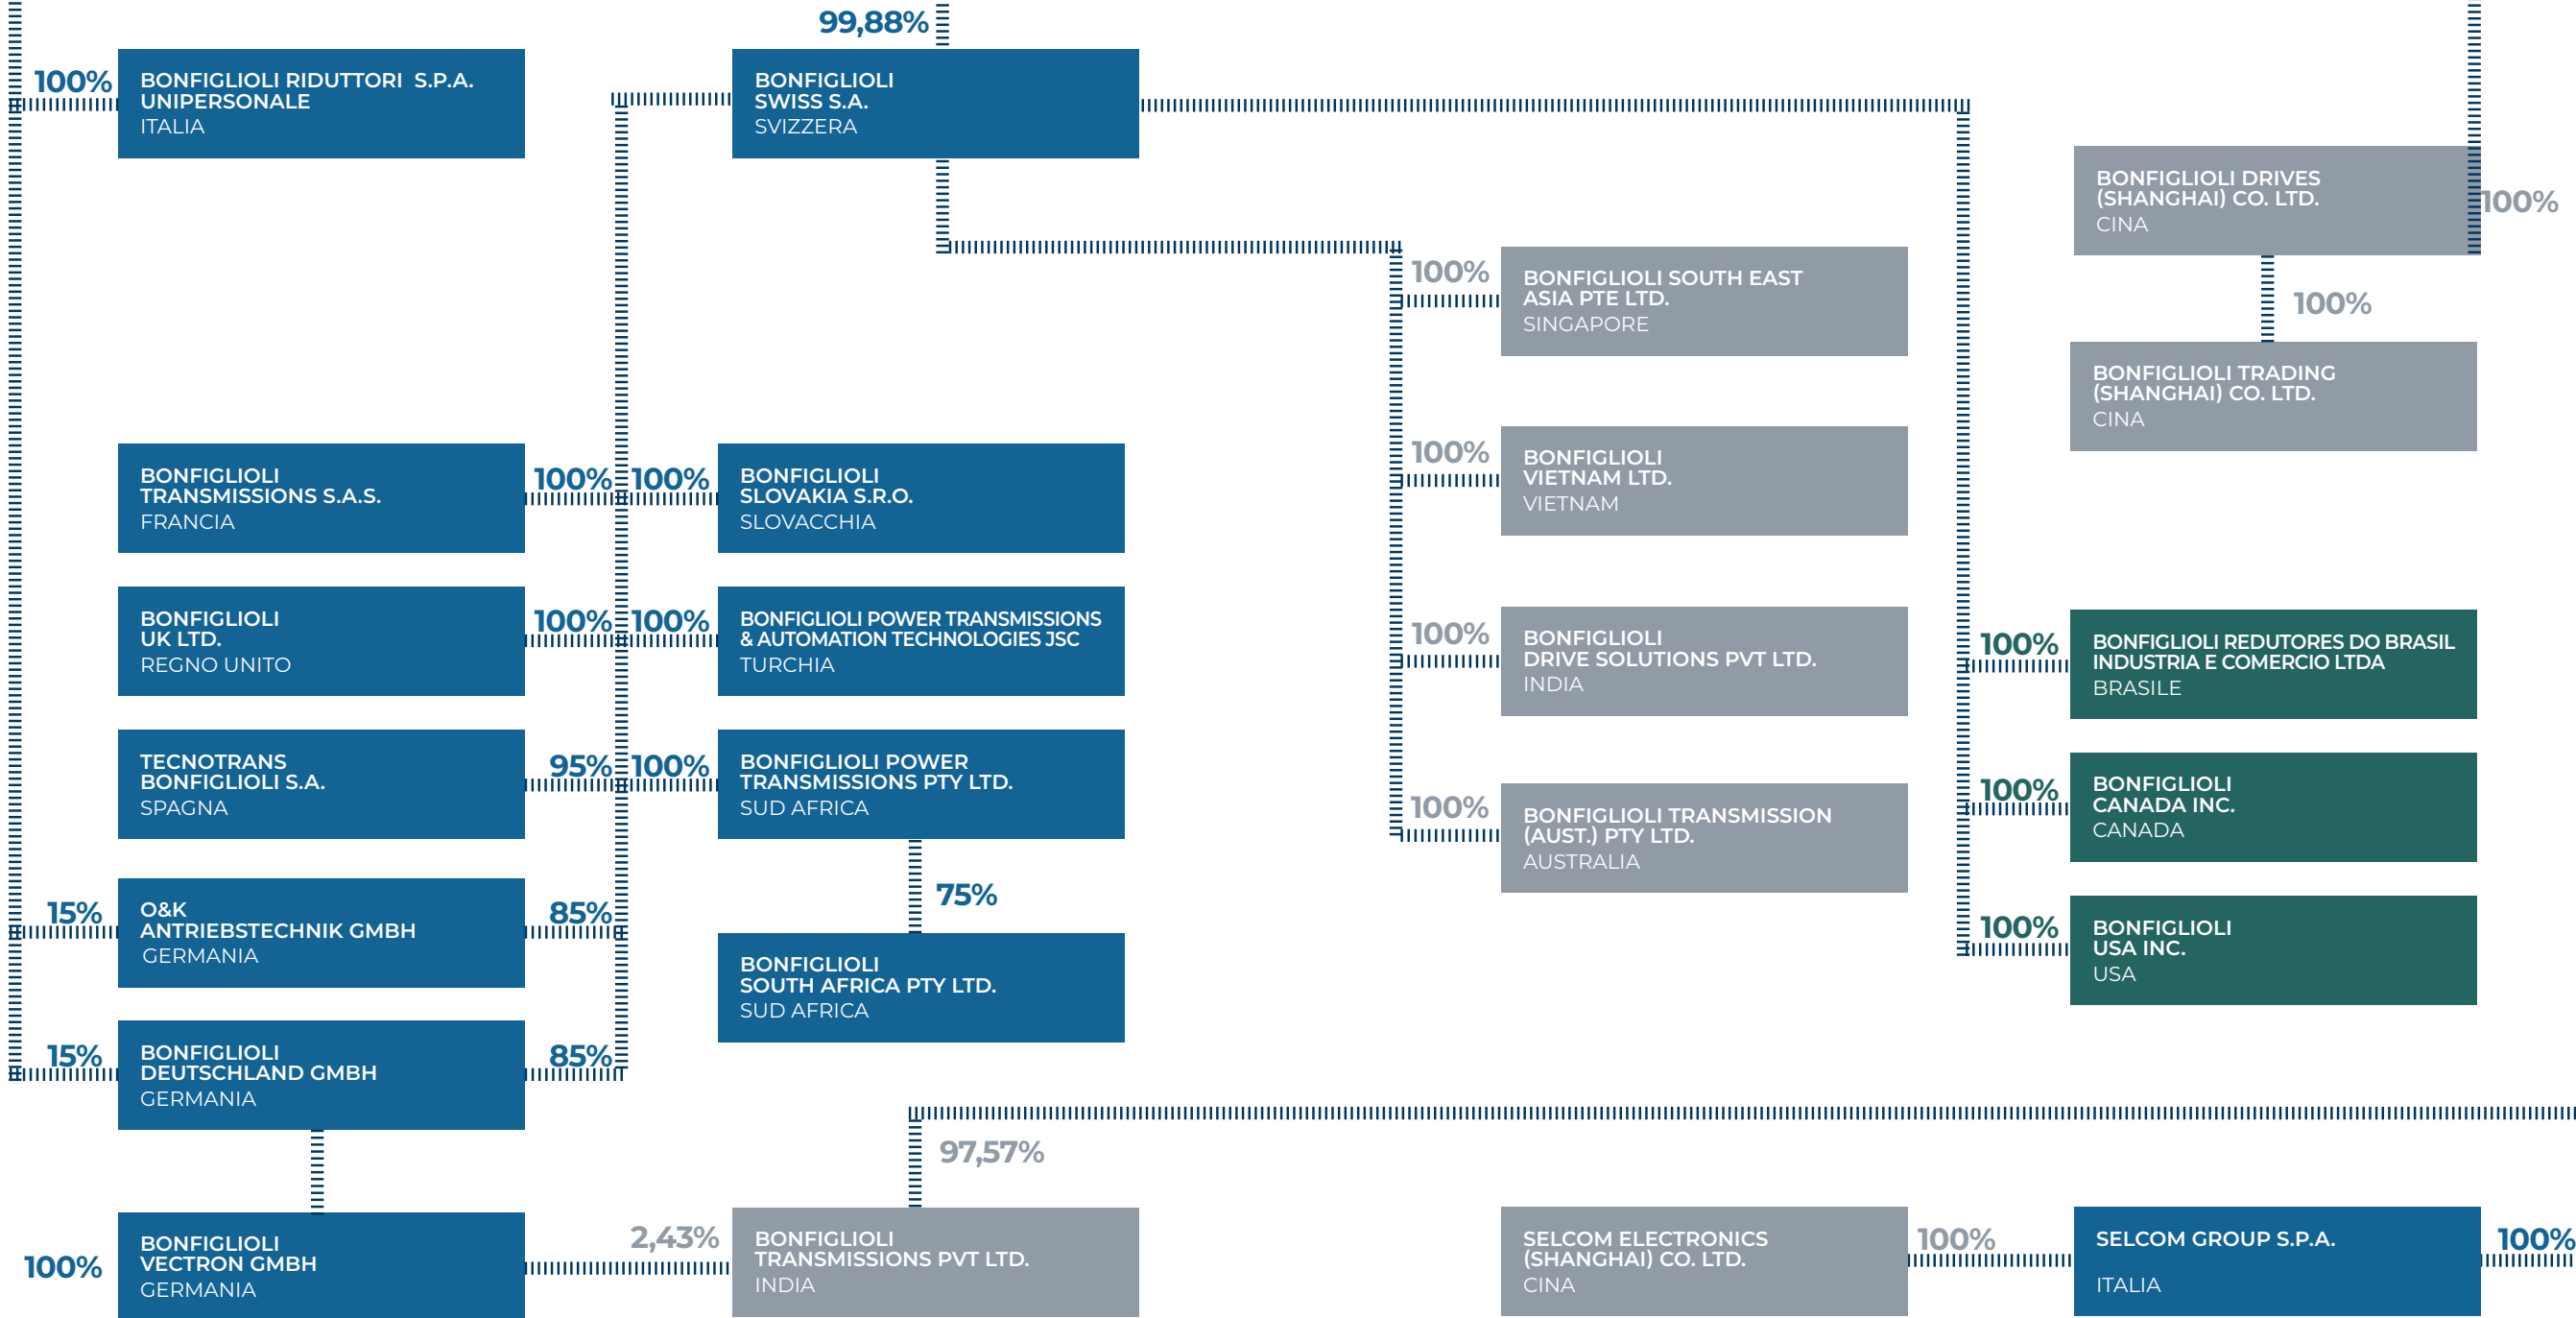 99,88%
100%
BONFIGLIOLI RIDUTTORI S.P.A.
UNIPERSONALE
ITALIA
BONFIGLIOLI
SWISS S.A.
SVIZZERA
BONFIGLIOLI DRIVES
(SHANGHAI) CO. LTD.
CINA
100%
100%
BONFIGLIOLI SOUTH EAST
ASIA PTE LTD.
SINGAPORE
100%
BONFIGLIOLI TRADING
(SHANGHAI) CO. LTD.
CINA
BONFIGLIOLI
TRANSMISSIONS S.A.S.
FRANCIA
100%
100%
BONFIGLIOLI
SLOVAKIA S.R.O.
SLOVACCHIA
100%
BONFIGLIOLI
VIETNAM LTD.
VIETNAM
BONFIGLIOLI
UK LTD.
REGNO UNITO
100%
100%
BONFIGLIOLI POWER TRANSMISSIONS
& AUTOMATION TECHNOLOGIES JSC
TURCHIA
100%
BONFIGLIOLI
DRIVE SOLUTIONS PVT LTD.
INDIA
100%
BONFIGLIOLI REDUTORES DO BRASIL
INDUSTRIA E COMERCIO LTDA
BRASILE
TECNOTRANS
BONFIGLIOLI S.A.
SPAGNA
95%
100%
BONFIGLIOLI POWER
TRANSMISSIONS PTY LTD.
SUD AFRICA
100%
BONFIGLIOLI TRANSMISSION
(AUST.) PTY LTD.
AUSTRALIA
100%
BONFIGLIOLI
CANADA INC.
CANADA
15%
O&K
ANTRIEBSTECHNIK GMBH
GERMANIA
85%
75%
BONFIGLIOLI
SOUTH AFRICA PTY LTD.
SUD AFRICA
100%
BONFIGLIOLI
USA INC.
USA
15%
BONFIGLIOLI
DEUTSCHLAND GMBH
GERMANIA
85%
97,57%
100%
BONFIGLIOLI
VECTRON GMBH
GERMANIA
2,43%
BONFIGLIOLI
TRANSMISSIONS PVT LTD.
INDIA
SELCOM ELECTRONICS
(SHANGHAI) CO. LTD.
CINA
100%
SELCOM GROUP S.P.A.
ITALIA
100%